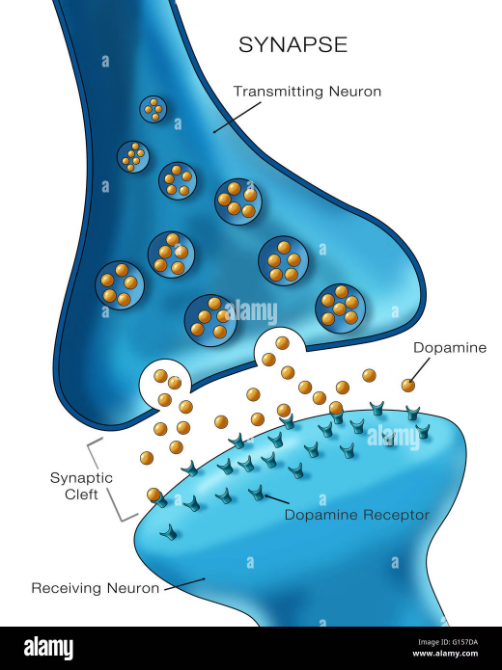 SYNAPSE
Transmitting Neuron
a
a
a
a
a
a
alamy
a
Dopamine
alamy
Synaptic
Cleft
a
Dopamine Receptor
a
a
Receiving Neuron
a
alamy
Image ID: G157DA
www.alamy.com